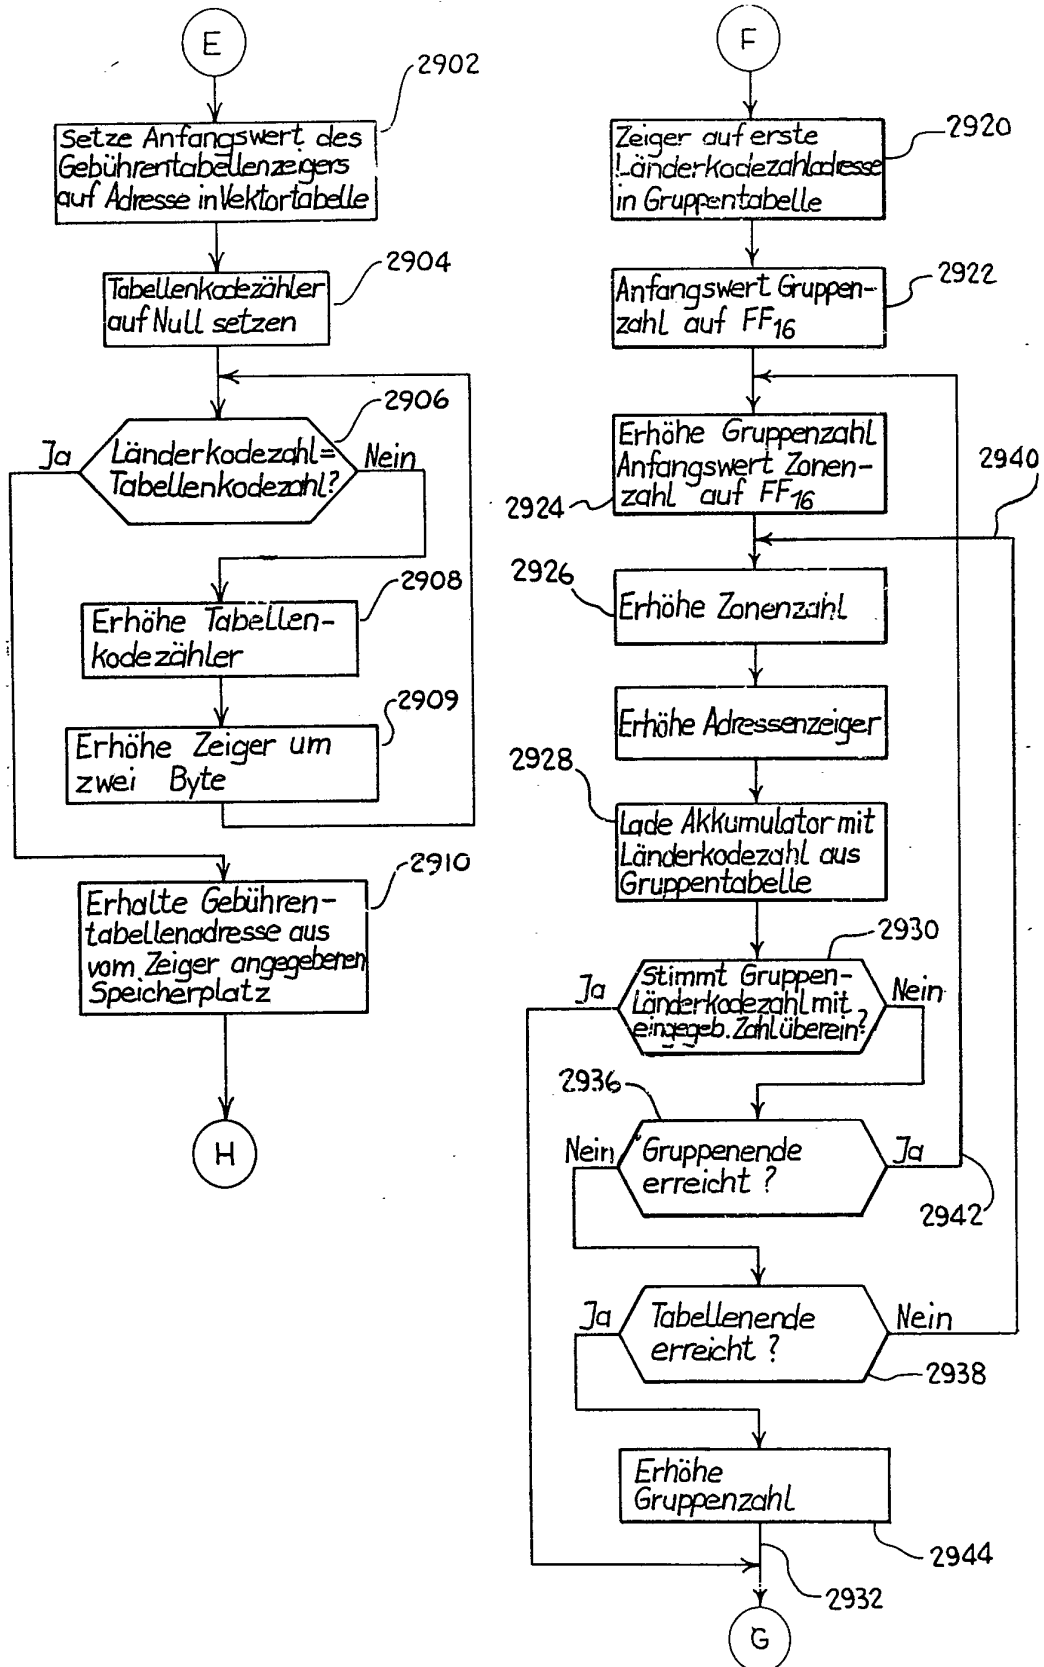 E
2902
Setze Anfangswert des
Gebührentabellenzeigers
auf Adresse in Vektortabelle
2904
Tabellenkodezähler
auf Null setzen
2906
Ja
Länderkodezahl=
Tabellenkodezahl?
Nein
2908
Erhöhe Tabellen-
kodezähler
2909
Erhöhe Zeiger um
zwei Byte
2910
Erhalte Gebühren-
tabellenadresse aus
vom Zeiger angegebenen
Speicherplatz
H
F
2920
Zeiger auf erste
Länderkodezahladresse
in Gruppentabelle
2922
Anfangswert Gruppen-
zahl auf FF16
2924
Erhöhe Gruppenzahl
Anfangswert Zonen-
zahl auf FF16
2940
2926
Erhöhe Zonenzahl
Erhöhe Adressenzeiger
2928
Lade Akkumulator mit
Länderkodezahl aus
Gruppentabelle
2930
Ja
Stimmt Gruppen-
Länderkodezahl mit
eingegeb. Zahl überein?
Nein
2936
Nein
Gruppenende
erreicht ?
Ja
2942
Ja
Tabellenende
erreicht ?
Nein
2938
Erhöhe
Gruppenzahl
2944
2932
G